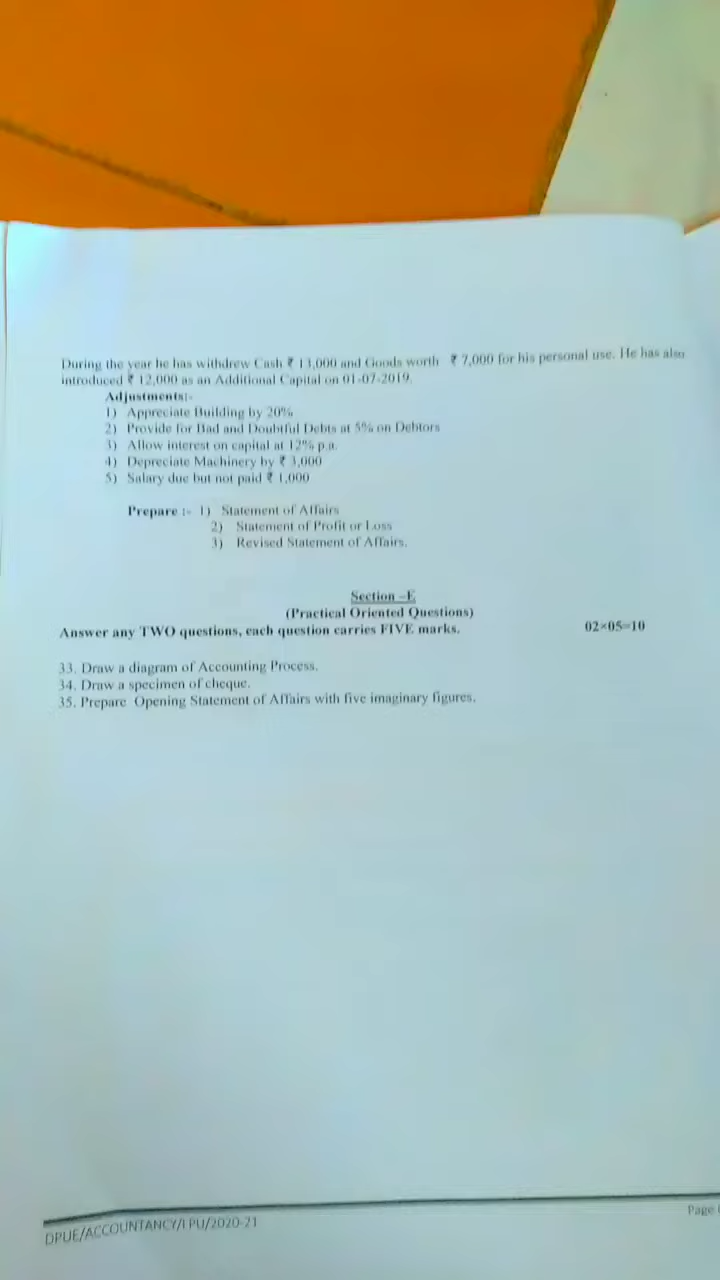 During the year he has withdrew Cash ₹ 13,000 and Goods worth ₹ 7,000 for his personal use. He has also
introduced ₹ 12,000 as an Additional Capital on 01-07-2019.
Adjustments:-
1) Appreciate Building by 20%
2) Provide for Bad and Doubtful Debts at 5% on Debtors
3) Allow interest on capital at 12% p.a.
4) Depreciate Machinery by ₹ 3,000
5) Salary due but not paid ₹ 1,000
Prepare :- 1) Statement of Affairs
2) Statement of Profit or Loss
3) Revised Statement of Affairs.
Section –E
(Practical Oriented Questions)
Answer any TWO questions, each question carries FIVE marks. 02×05=10
33. Draw a diagram of Accounting Process.
34. Draw a specimen of cheque.
35. Prepare Opening Statement of Affairs with five imaginary figures.
DPUE/ACCOUNTANCY/I PU/2020-21
Page